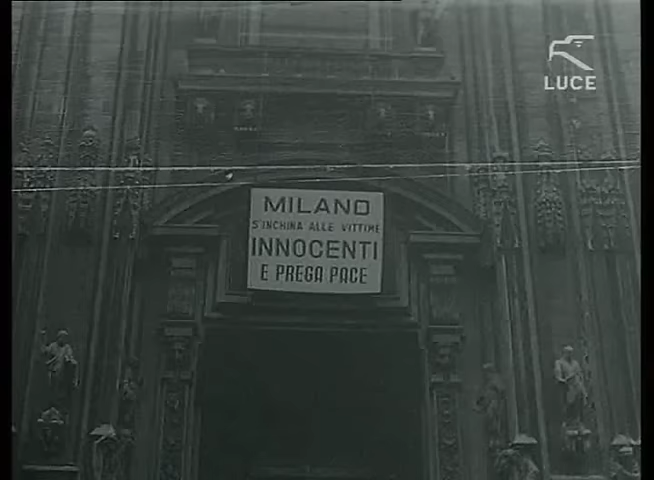 LUCE
MILANO
S'INCHINA ALLE VITTIME
INNOCENTI
E PREGA PACE